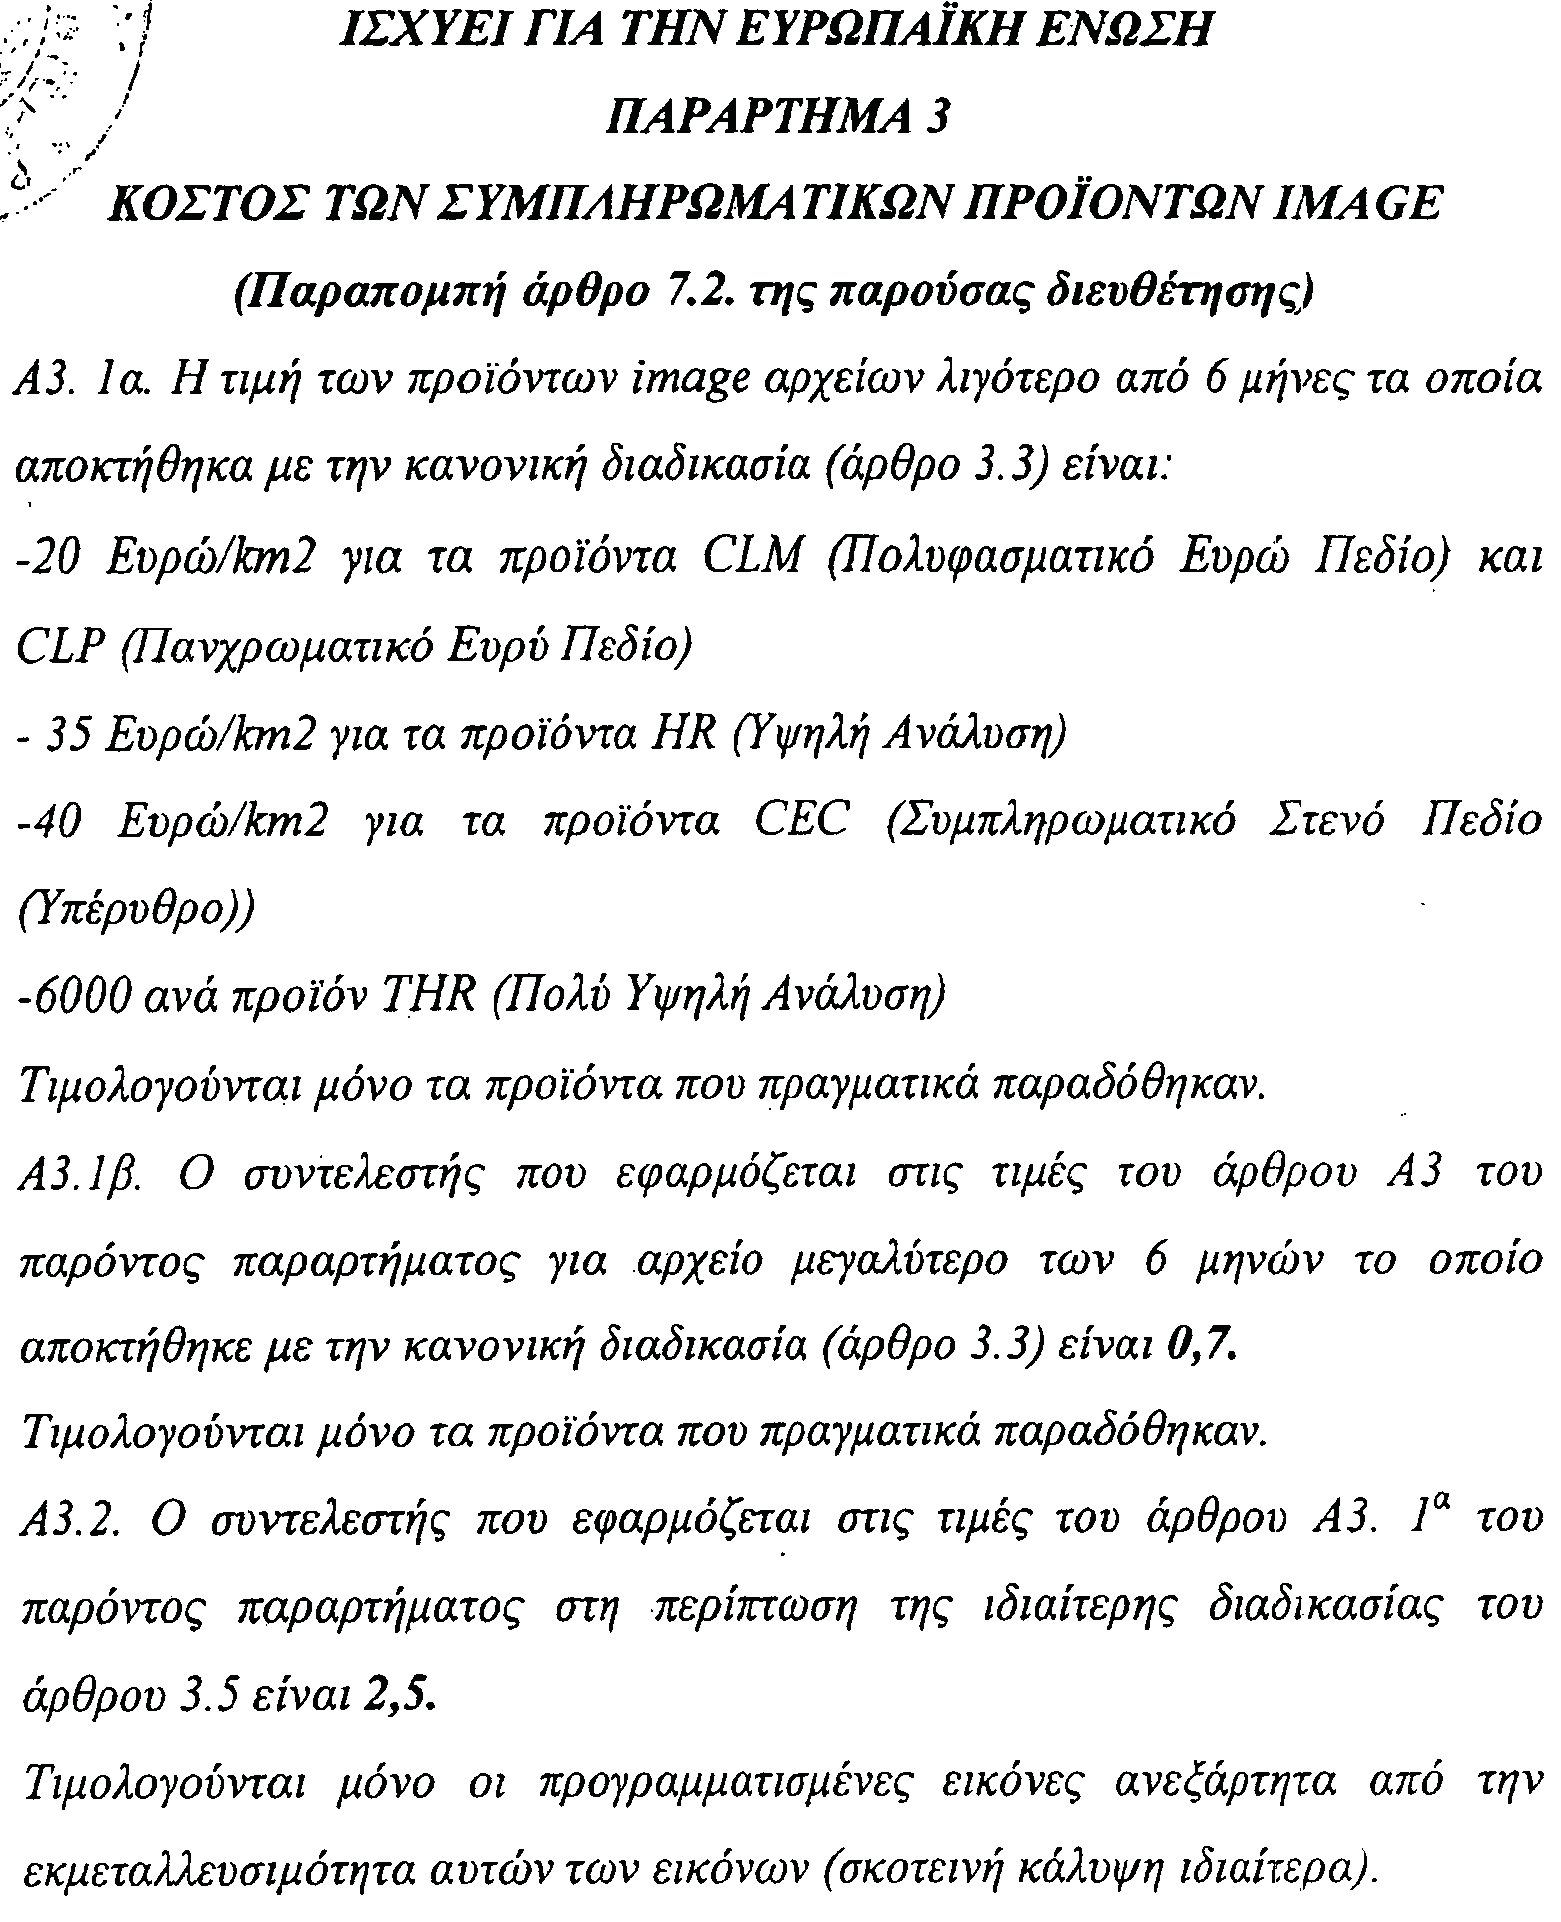 ΙΣΧΥΕΙ ΓΙΑ ΤΗΝ ΕΥΡΩΠΑΪΚΗ ΕΝΩΣΗ
ΠΑΡΑΡΤΗΜΑ 3
ΚΟΣΤΟΣ ΤΩΝ ΣΥΜΠΛΗΡΩΜΑΤΙΚΩΝ ΠΡΟΪΟΝΤΩΝ IMAGE
(Παραπομπή άρθρο 7.2. της παρούσας διευθέτησης)
Α3. 1α. Η τιμή των προϊόντων image αρχείων λιγότερο από 6 μήνες τα οποία
αποκτήθηκα με την κανονική διαδικασία (άρθρο 3.3) είναι:
-20 Ευρώ/km2 για τα προϊόντα CLM (Πολυφασματικό Ευρώ Πεδίο) και
CLP (Πανχρωματικό Ευρύ Πεδίο)
- 35 Ευρώ/km2 για τα προϊόντα HR (Υψηλή Ανάλυση)
-40 Ευρώ/km2 για τα προϊόντα CEC (Συμπληρωματικό Στενό Πεδίο
(Υπέρυθρο))
-6000 ανά προϊόν THR (Πολύ Υψηλή Ανάλυση)
Τιμολογούνται μόνο τα προϊόντα που πραγματικά παραδόθηκαν.
Α3.1β. Ο συντελεστής που εφαρμόζεται στις τιμές του άρθρου Α3 του
παρόντος παραρτήματος για αρχείο μεγαλύτερο των 6 μηνών το οποίο
αποκτήθηκε με την κανονική διαδικασία (άρθρο 3.3) είναι 0,7.
Τιμολογούνται μόνο τα προϊόντα που πραγματικά παραδόθηκαν.
Α3.2. Ο συντελεστής που εφαρμόζεται στις τιμές του άρθρου Α3. 1α του
παρόντος παραρτήματος στη περίπτωση της ιδιαίτερης διαδικασίας του
άρθρου 3.5 είναι 2,5.
Τιμολογούνται μόνο οι προγραμματισμένες εικόνες ανεξάρτητα από την
εκμεταλλευσιμότητα αυτών των εικόνων (σκοτεινή κάλυψη ιδιαίτερα).